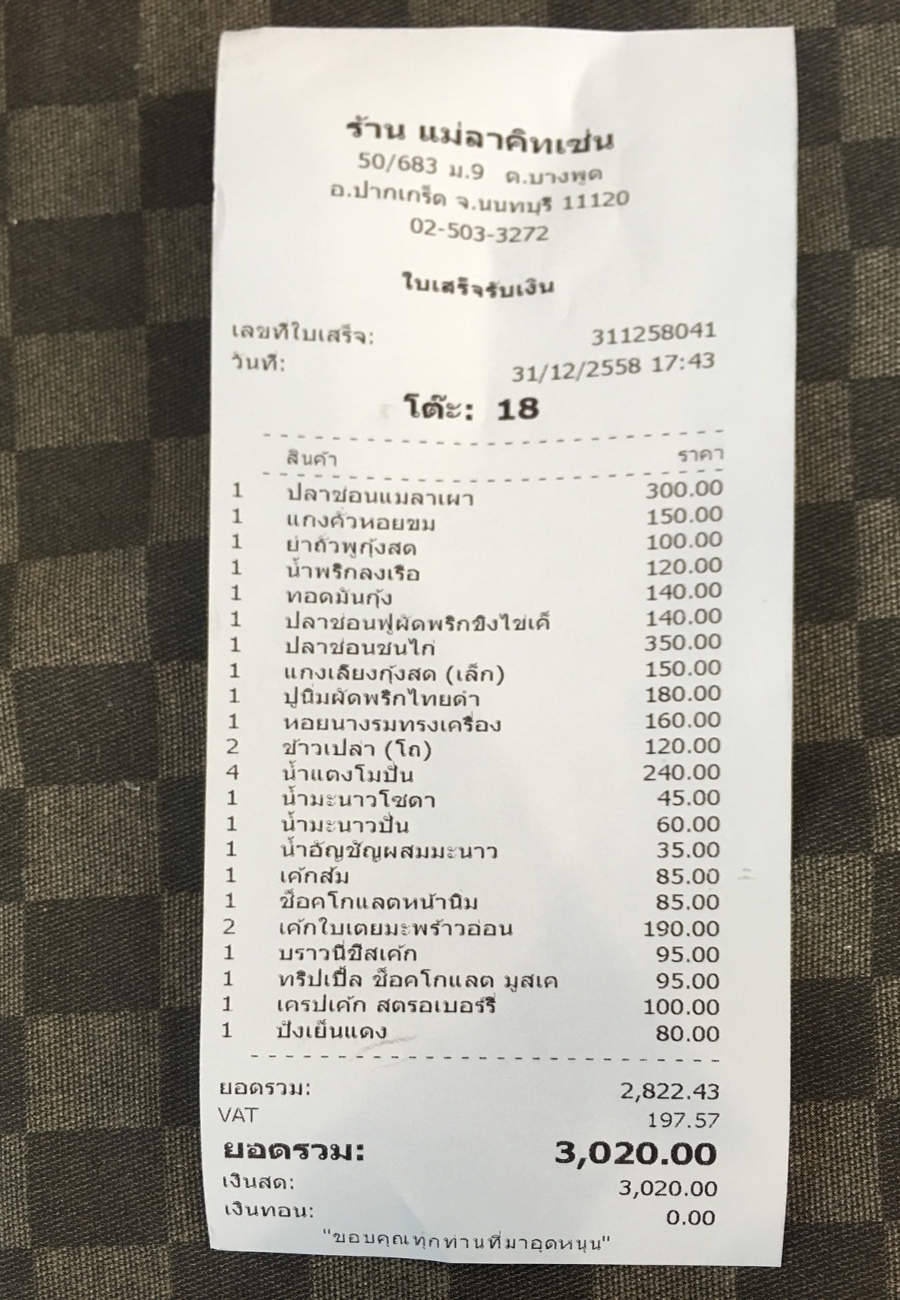 ร้าน แม่ลาคิทเช่น
50/683 ม.9 ต.บางพูด
อ.ปากเกร็ด จ.นนทบุรี 11120
02-503-3272
ใบเสร็จรับเงิน
เลขที่ใบเสร็จ: 311258041
วันที่: 31/12/2558 17:43
โต๊ะ: 18
สินค้า ราคา
1 ปลาช่อนแม่ลาเผา 300.00
1 แกงคั่วหอยขม 150.00
1 ยำถั่วพูกุ้งสด 100.00
1 น้ำพริกลงเรือ 120.00
1 ทอดมันกุ้ง 140.00
1 ปลาช่อนฟูผัดพริกขิงไข่เค็ 140.00
1 ปลาช่อนชนไก่ 350.00
1 แกงเลียงกุ้งสด (เล็ก) 150.00
1 ปูนิ่มผัดพริกไทยดำ 180.00
1 หอยนางรมทรงเครื่อง 160.00
2 ข้าวเปล่า (โถ) 120.00
4 น้ำแตงโมปั่น 240.00
1 น้ำมะนาวโซดา 45.00
1 น้ำมะนาวปั่น 60.00
1 น้ำอัญชัญผสมมะนาว 35.00
1 เค้กส้ม 85.00
1 ช็อคโกแลตหน้านิ่ม 85.00
2 เค้กใบเตยมะพร้าวอ่อน 190.00
1 บราวนี่ชีสเค้ก 95.00
1 ทริปเปิ้ล ช็อคโกแลต มูสเค 95.00
1 เครปเค้ก สตรอเบอร์รี่ 100.00
1 ปังเย็นแดง 80.00
ยอดรวม: 2,822.43
VAT 197.57
ยอดรวม: 3,020.00
เงินสด: 3,020.00
เงินทอน: 0.00
"ขอบคุณทุกท่านที่มาอุดหนุน"